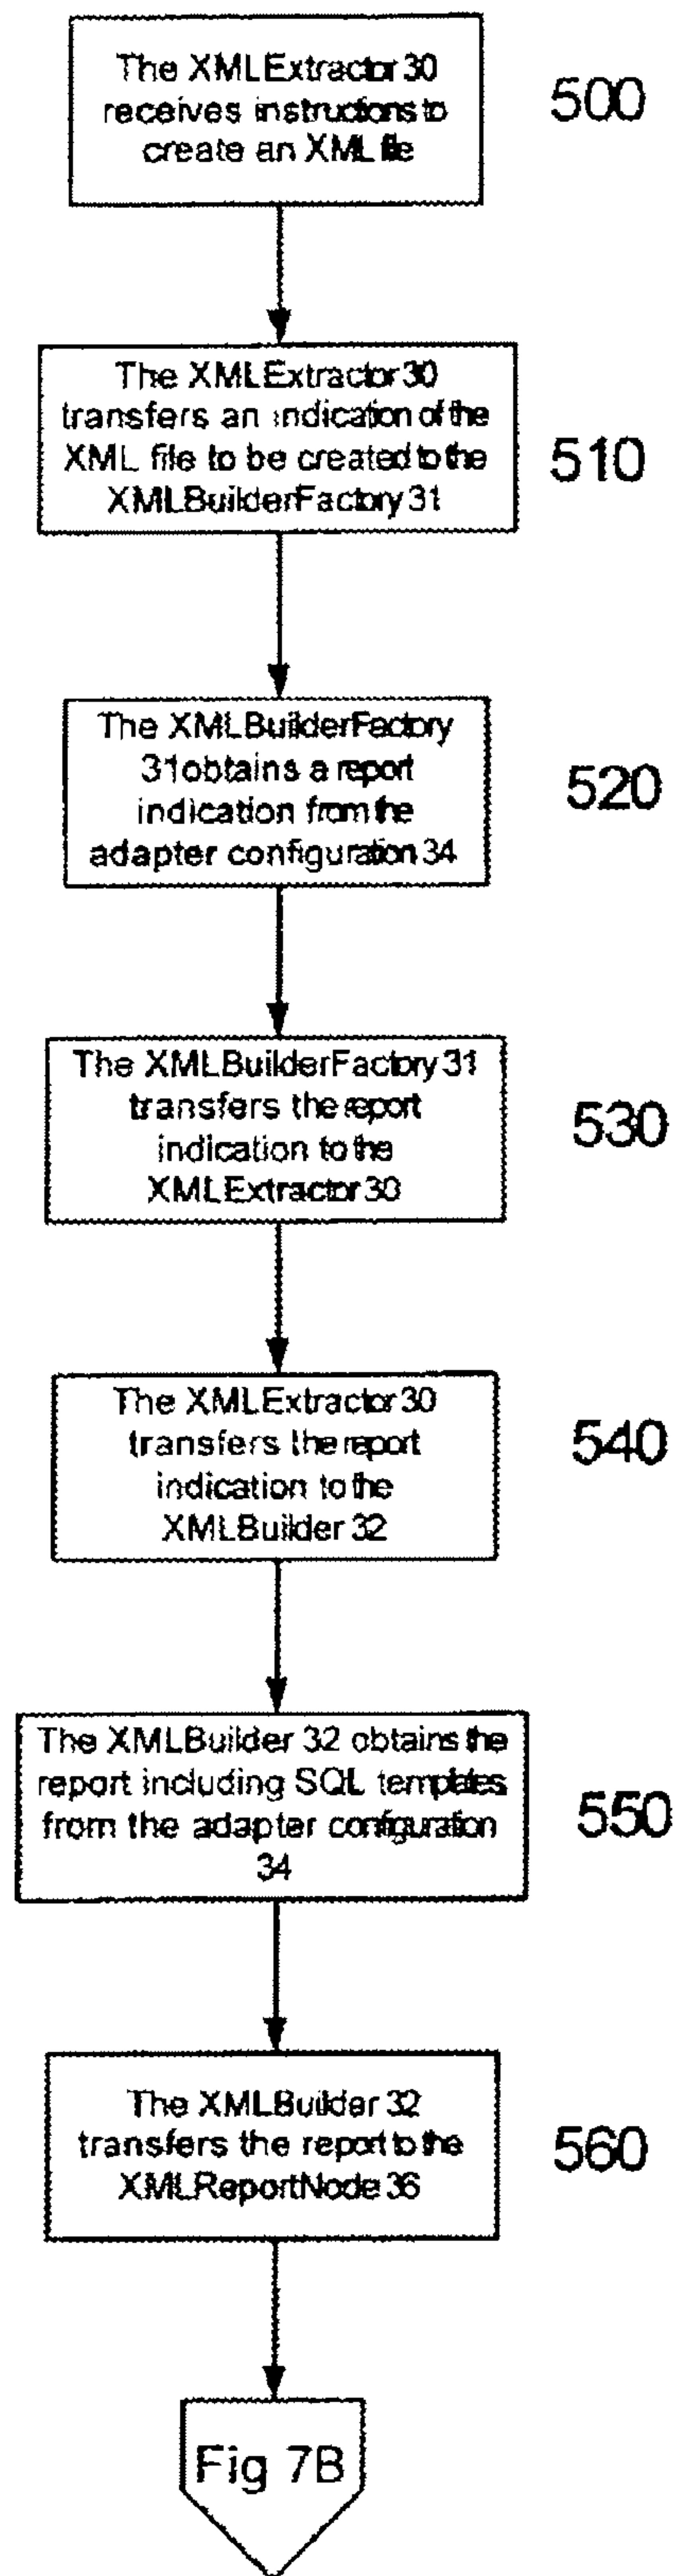 The XMLExtractor 30
receives instructions to
create an XML file
500
The XMLExtractor 30
transfers an indication of the
XML file to be created to the
XMLBuilderFactory 31
510
The XMLBuilderFactory
31 obtains a report
indication from the
adapter configuration 34
520
The XMLBuilderFactory 31
transfers the report
indication to the
XMLExtractor 30
530
The XMLExtractor 30
transfers the report
indication to the
XMLBuilder 32
540
The XMLBuilder 32 obtains the
report including SQL templates
from the adapter configuration
34
550
The XMLBuilder 32
transfers the report to the
XMLReportNode 36
560
Fig 7B